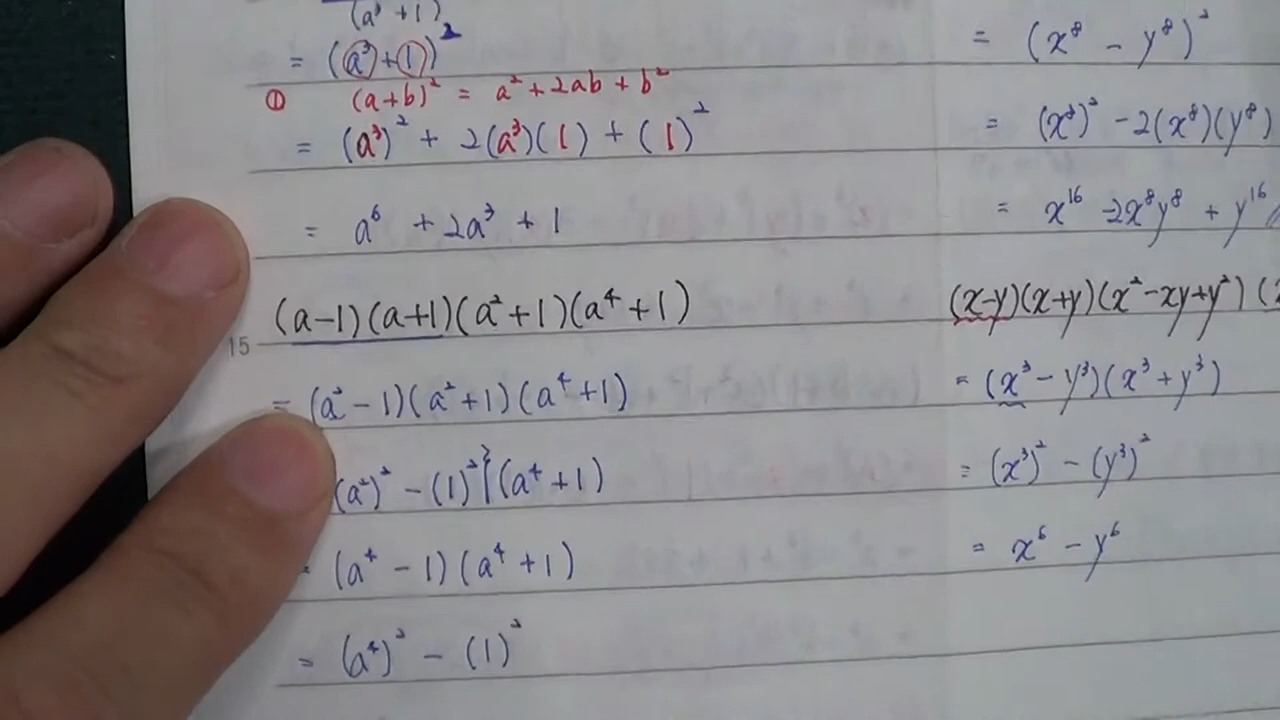 (a³ + 1)
= (a³ + 1)²
① (a+b)² = a² + 2ab + b²
= (a³)² + 2(a³)(1) + (1)²
= a⁶ + 2a³ + 1
(a-1)(a+1)(a²+1)(a⁴+1)
15
= (a² - 1)(a² + 1)(a⁴ + 1)
(a²)² - (1)²}(a⁴ + 1)
(a⁴ - 1)(a⁴ + 1)
= (a⁴)² - (1)²
= (x⁸ - y⁸)²
= (x⁸)² - 2(x⁸)(y⁸)
= x¹⁶ - 2x⁸y⁸ + y¹⁶
(x-y)(x+y)(x²-xy+y²)(
= (x³ - y³)(x³ + y³)
= (x³)² - (y³)²
= x⁶ - y⁶